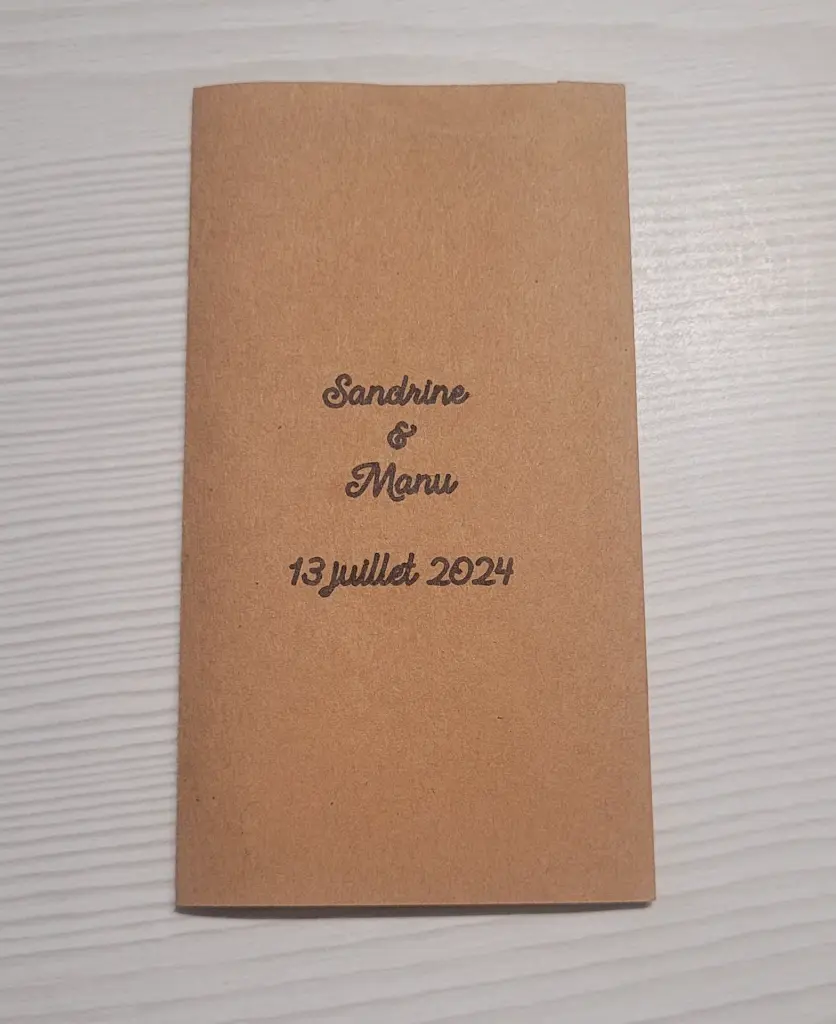 Sandrine
&
Manu
13 juillet 2024